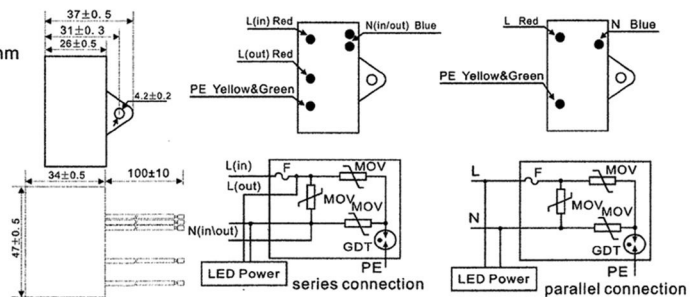 37±0.5
31±0.3
26±0.5
nm
4.2±0.2
34±0.5
100±10
47±0.5
L(in) Red
N(in/out) Blue
L(out) Red
PE Yellow&Green
L Red
N Blue
PE Yellow&Green
L(in)
F
MOV
L(out)
MOV
MOV
N(in\out)
GDT
PE
LED Power
series connection
L
F
MOV
MOV
N
MOV
GDT
PE
LED Power
parallel connection